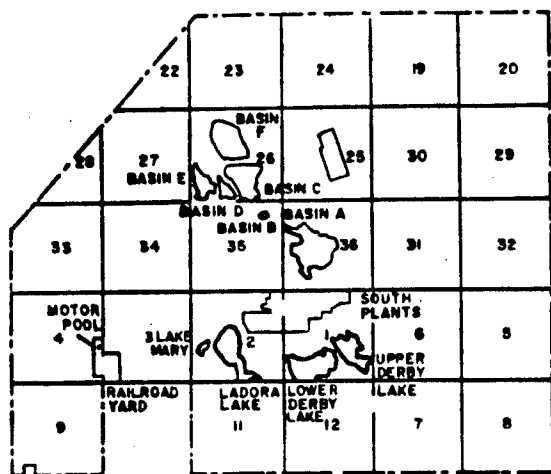 22 23 24 19 20
BASIN
F
28 27 26 25 30 29
BASIN E
BASIN C
BASIN D
BASIN A
BASIN B
33 34 35 36 31 32
MOTOR
POOL
SOUTH
PLANTS
4 3 LAKE
MARY
2 1 6 5
UPPER
DERBY
LAKE
RAILROAD
YARD
LADORA
LAKE
LOWER
DERBY
LAKE
9 11 12 7 8